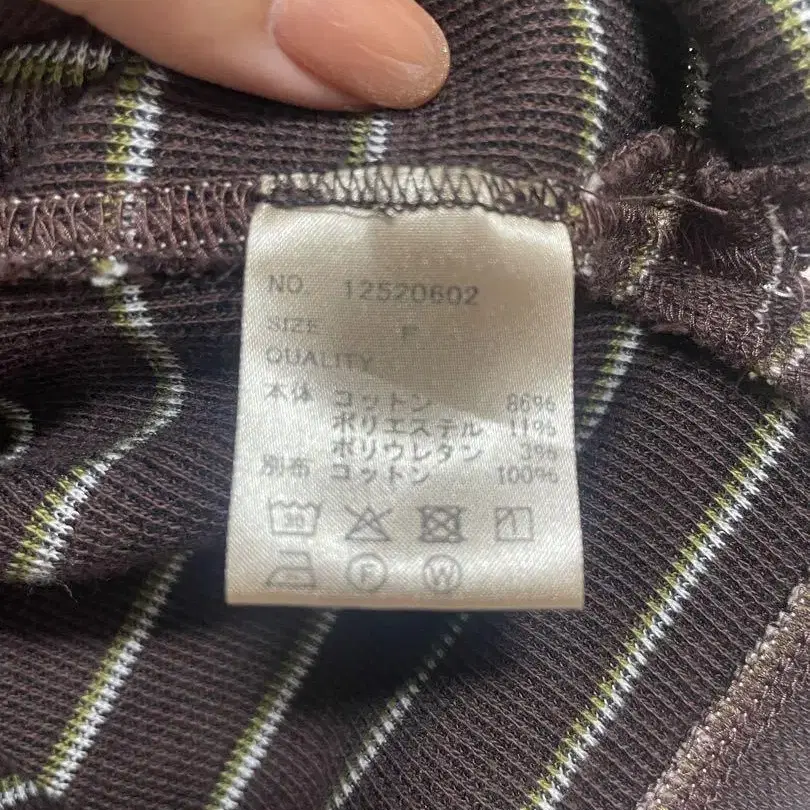 NO. 12520602
SIZE F
QUALITY
本体 コットン 86%
ポリエステル 11%
ポリウレタン 3%
別布 コットン 100%
30
F W